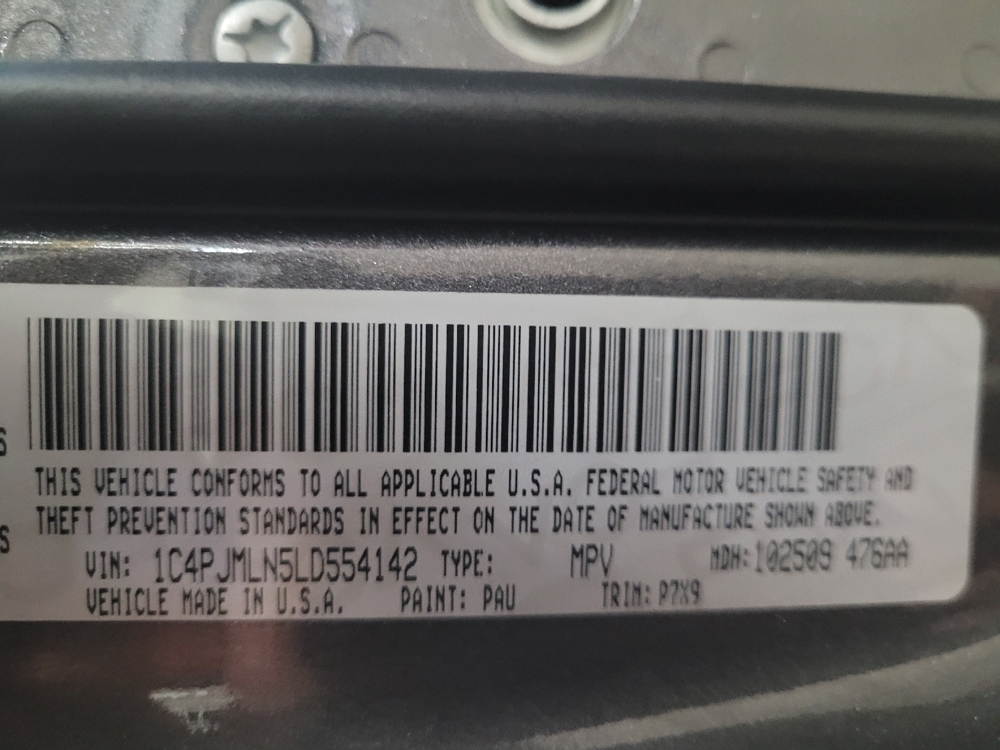 S
THIS VEHICLE CONFORMS TO ALL APPLICABLE U.S.A. FEDERAL MOTOR VEHICLE SAFETY AND
S
THEFT PREVENTION STANDARDS IN EFFECT ON THE DATE OF MANUFACTURE SHOWN ABOVE.
VIN: 1C4PJMLN5LD554142 TYPE: MPV MDH: 102509 476AA
VEHICLE MADE IN U.S.A. PAINT: PAU TRIM: P7X9